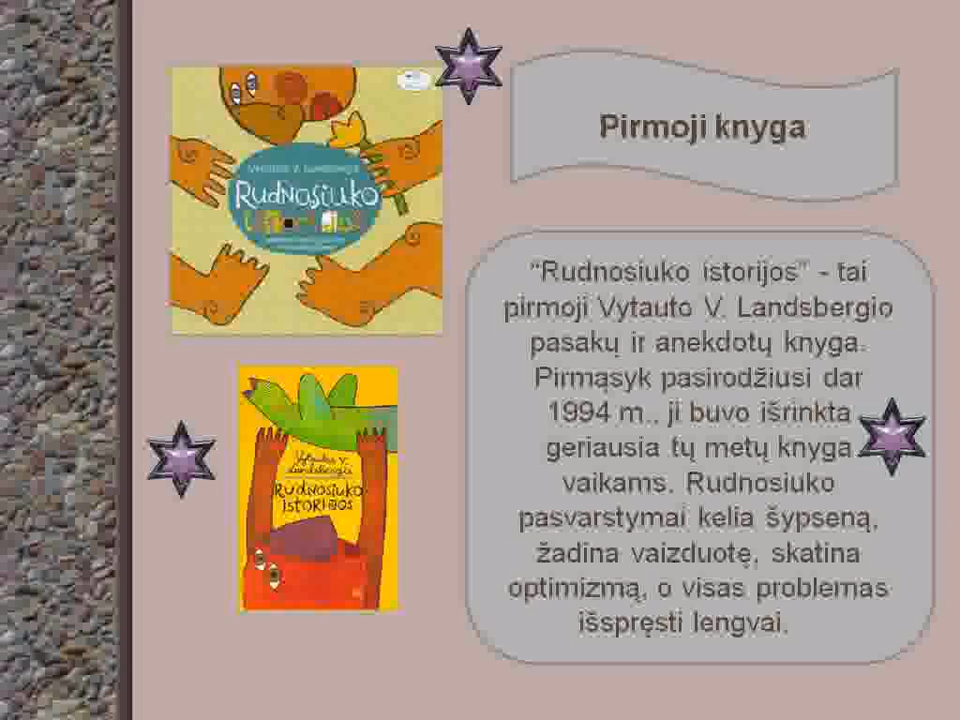 Pirmoji knyga
Vytautas V. Landsbergis
RUDNOSIUKO
“Rudnosiuko istorijos” - tai
pirmoji Vytauto V. Landsbergio
pasakų ir anekdotų knyga.
Pirmąsyk pasirodžiusi dar
1994 m., ji buvo išrinkta
geriausia tų metų knyga
vaikams. Rudnosiuko
pasvarstymai kelia šypseną,
žadina vaizduotę, skatina
optimizmą, o visas problemas
išspręsti lengvai.
Vytautas V.
Landsbergis
RUDNOSIUKO
ISTORIJOS